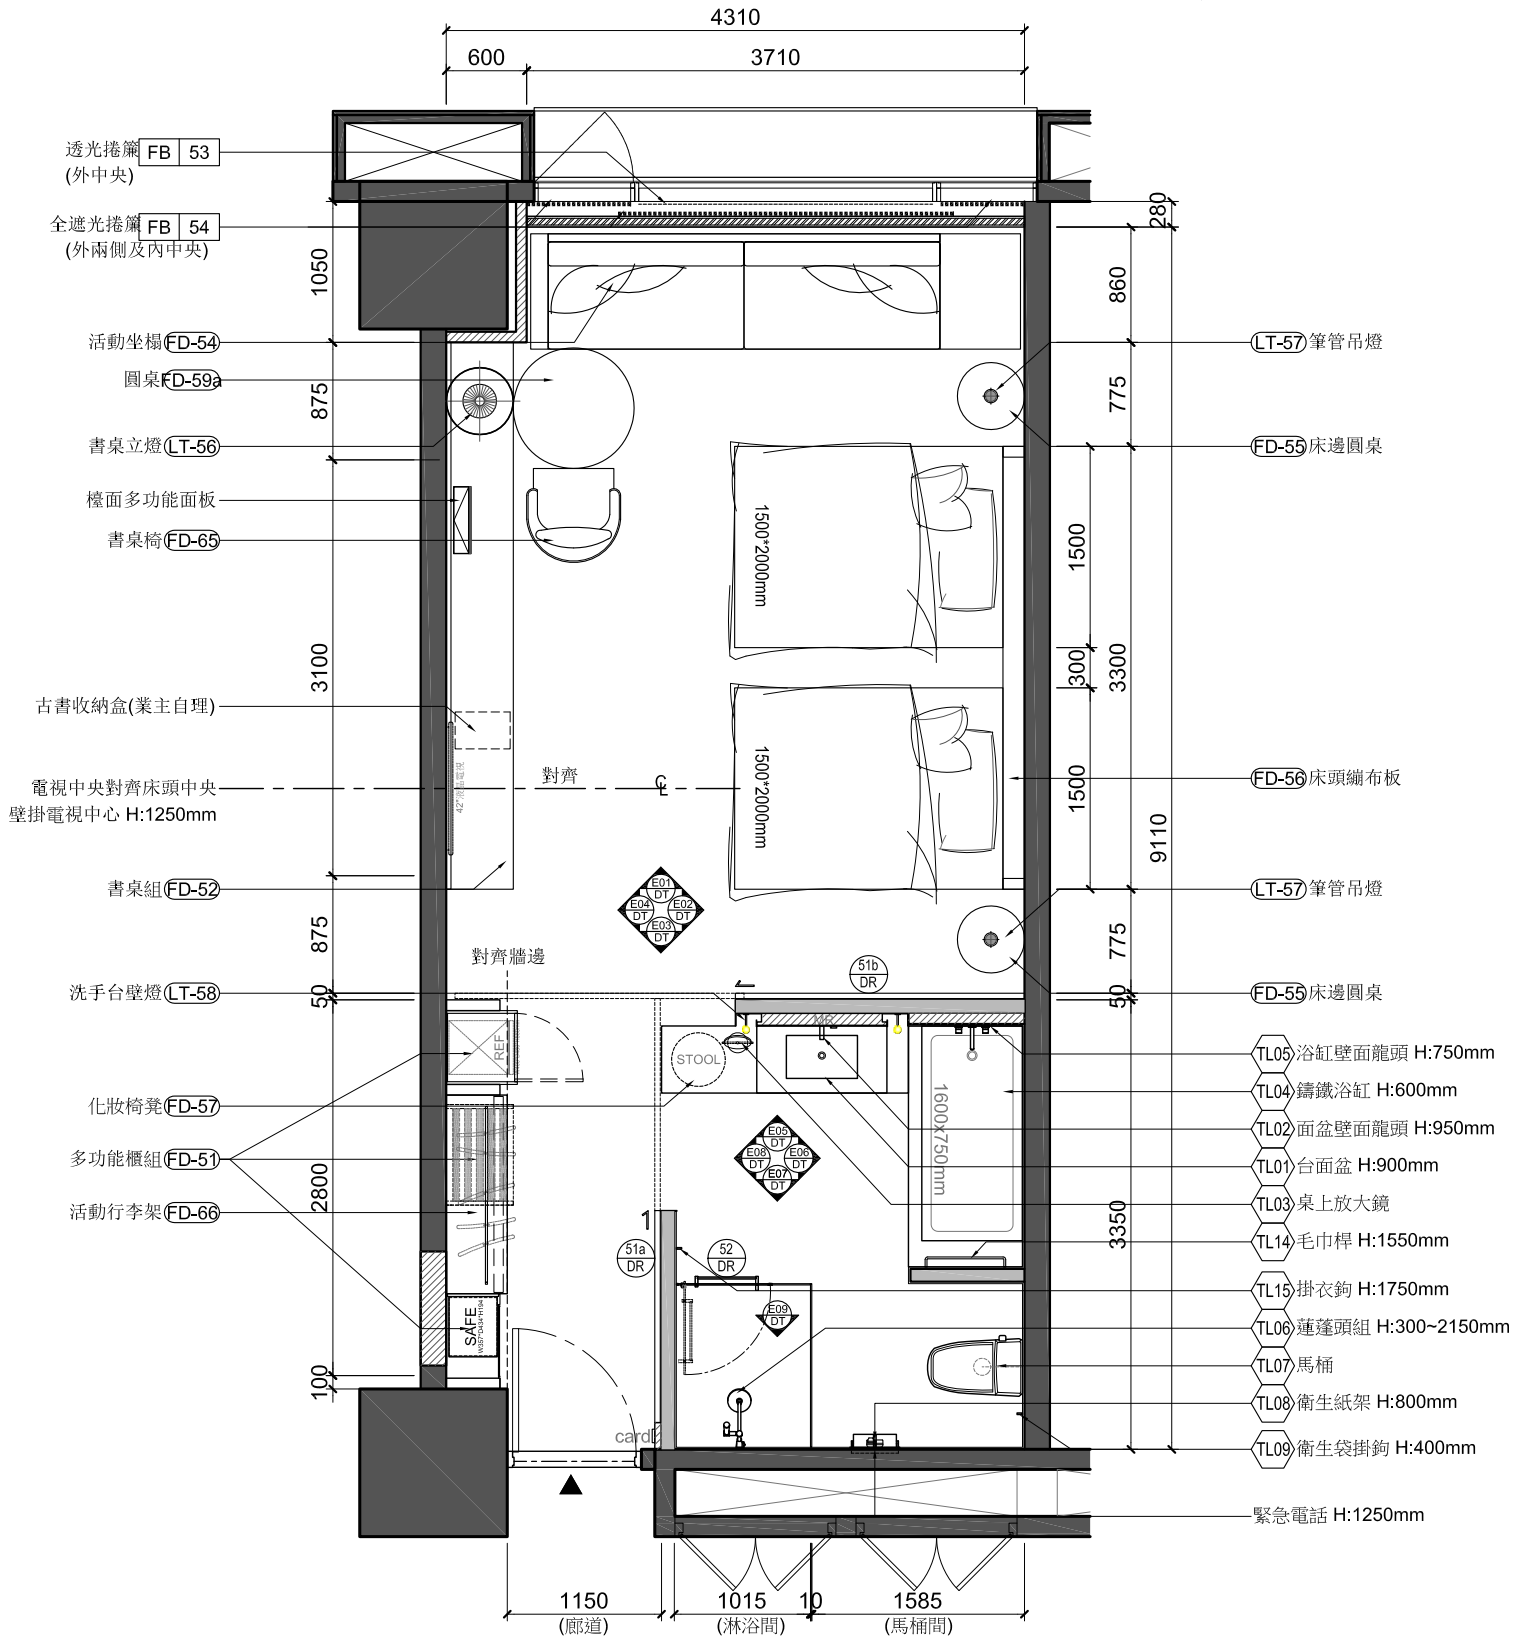 4310
600
3710
透光捲簾 FB 53
(外中央)
全遮光捲簾 FB 54
(外兩側及內中央)
280
1050
860
活動坐榻 FD-54
LT-57 筆管吊燈
圓桌 FD-59a
875
775
書桌立燈 LT-56
FD-55 床邊圓桌
檯面多功能面板
書桌椅 FD-65
1500*2000mm
1500
3100
300
3300
古書收納盒(業主自理)
電視中央對齊床頭中央
壁掛電視中心 H:1250mm
42"液晶電視
對齊
CL
1500*2000mm
1500
FD-56 床頭繃布板
9110
書桌組 FD-52
LT-57 筆管吊燈
E01
DT
E04
DT
E02
DT
E03
DT
875
775
對齊牆邊
51b
DR
洗手台壁燈 LT-58
50
50
FD-55 床邊圓桌
MR
REF
STOOL
TL05 浴缸壁面龍頭 H:750mm
TL04 鑄鐵浴缸 H:600mm
化妝椅凳 FD-57
1600x750mm
TL02 面盆壁面龍頭 H:950mm
E05
DT
E08
DT
E06
DT
E07
DT
多功能櫃組 FD-51
TL01 台面盆 H:900mm
2800
TL03 桌上放大鏡
活動行李架 FD-66
3350
TL14 毛巾桿 H:1550mm
51a
DR
52
DR
TL15 掛衣鉤 H:1750mm
SAFE
W357*D434*H194
E09
DT
TL06 蓮蓬頭組 H:300~2150mm
TL07 馬桶
100
TL08 衛生紙架 H:800mm
card
TL09 衛生袋掛鉤 H:400mm
緊急電話 H:1250mm
1150
1015
10
1585
(廊道)
(淋浴間)
(馬桶間)